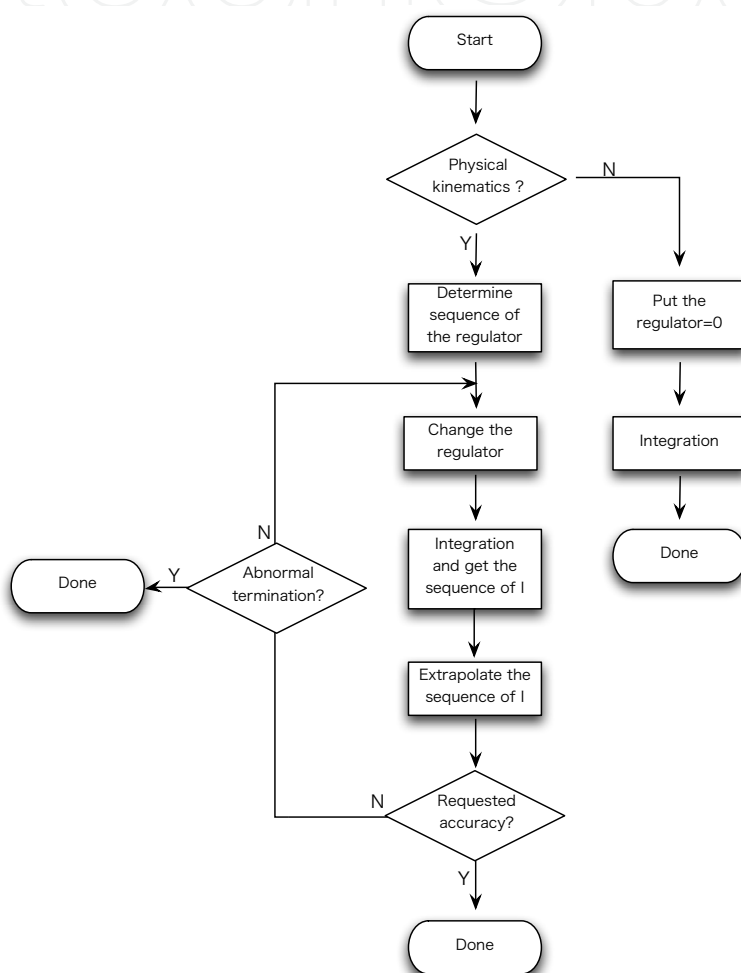 Start
Physical
kinematics ?
N
Y
Determine
sequence of
the regulator
Put the
regulator=0
Change the
regulator
Integration
N
Integration
and get the
sequence of I
Done
Done
Y
Abnormal
termination?
Extrapolate the
sequence of I
N
Requested
accuracy?
Y
Done